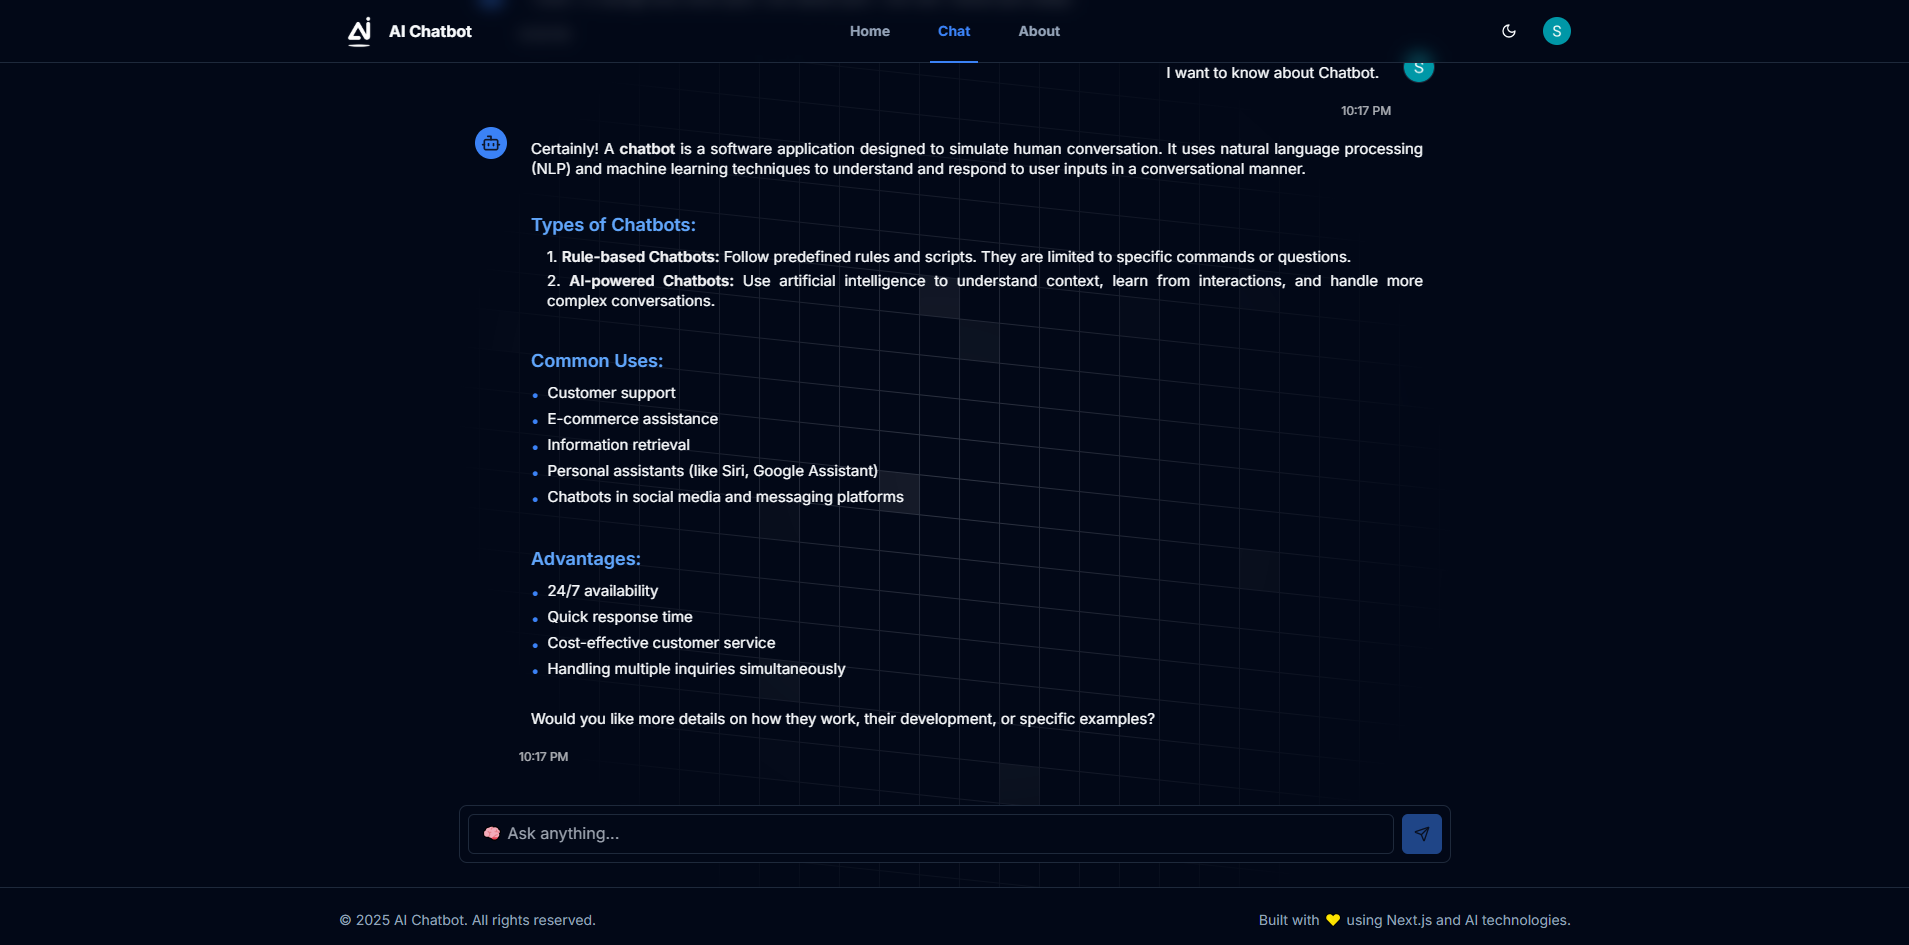 AI Chatbot
Home
Chat
About
S
I want to know about Chatbot.
S
10:17 PM
Certainly! A chatbot is a software application designed to simulate human conversation. It uses natural language processing
(NLP) and machine learning techniques to understand and respond to user inputs in a conversational manner.
Types of Chatbots:
1. Rule-based Chatbots: Follow predefined rules and scripts. They are limited to specific commands or questions.
2. AI-powered Chatbots: Use artificial intelligence to understand context, learn from interactions, and handle more
complex conversations.
Common Uses:
• Customer support
• E-commerce assistance
• Information retrieval
• Personal assistants (like Siri, Google Assistant)
• Chatbots in social media and messaging platforms
Advantages:
• 24/7 availability
• Quick response time
• Cost-effective customer service
• Handling multiple inquiries simultaneously
Would you like more details on how they work, their development, or specific examples?
10:17 PM
🧠 Ask anything...
© 2025 AI Chatbot. All rights reserved.
Built with 💛 using Next.js and AI technologies.